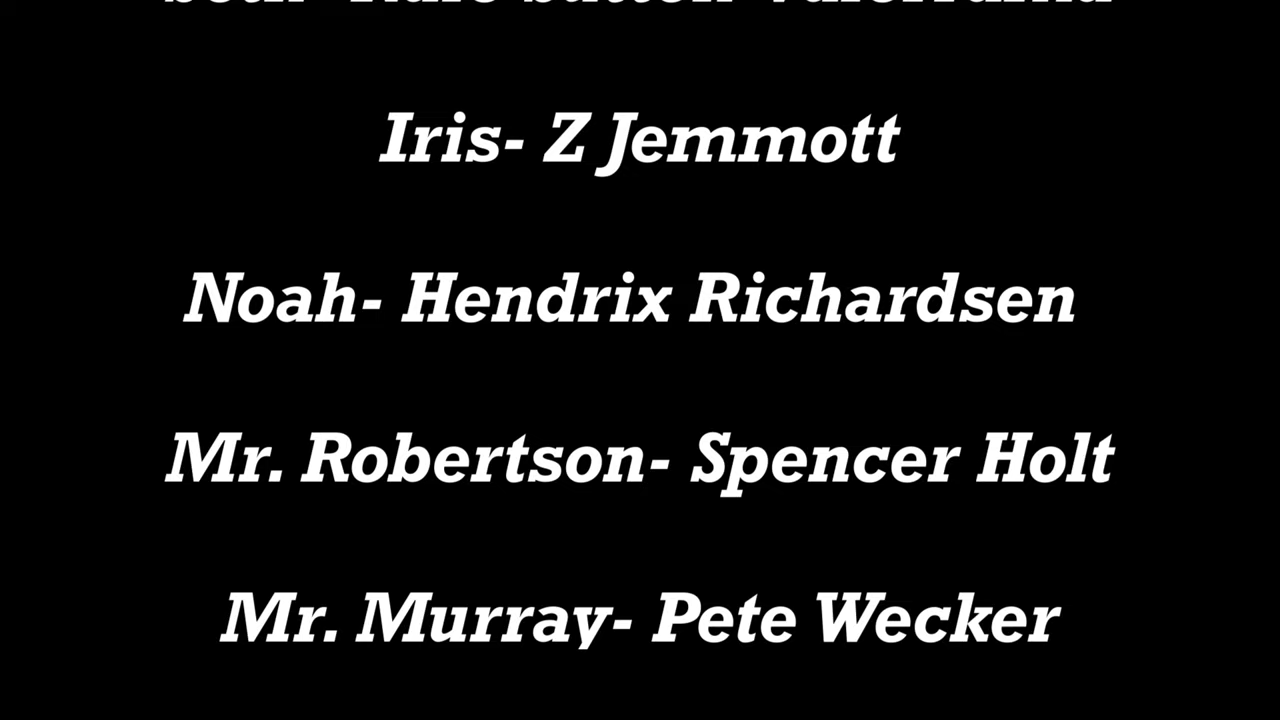 Iris- Z Jemmott
Noah- Hendrix Richardsen
Mr. Robertson- Spencer Holt
Mr. Murray- Pete Wecker